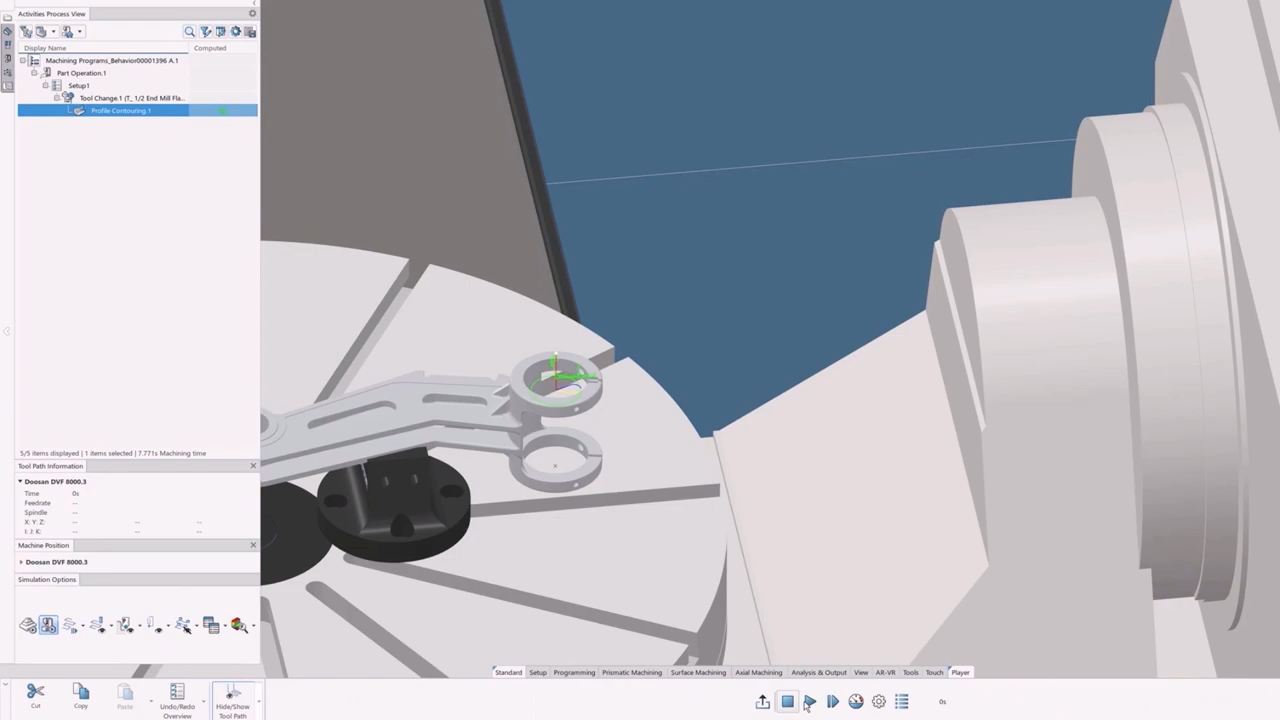 Activities Process View
Display Name
Computed
Machining Programs_Behavior00001396 A.1
Part Operation.1
Setup1
Tool Change.1 (T_ 1/2 End Mill Fla...
Profile Contouring.1
5/5 items displayed | 1 items selected | 7.771s Machining time
Tool Path Information
Doosan DVF 8000.3
Time 0s
Feedrate --
Spindle --
X: Y: Z: -- -- --
I: J: K: -- -- --
Machine Position
Doosan DVF 8000.3
Simulation Options
Standard Setup Programming Prismatic Machining Surface Machining Axial Machining Analysis & Output View AR-VR Tools Touch Player
Cut
Copy
Paste
Undo/Redo
Overview
Hide/Show
Tool Path
0s